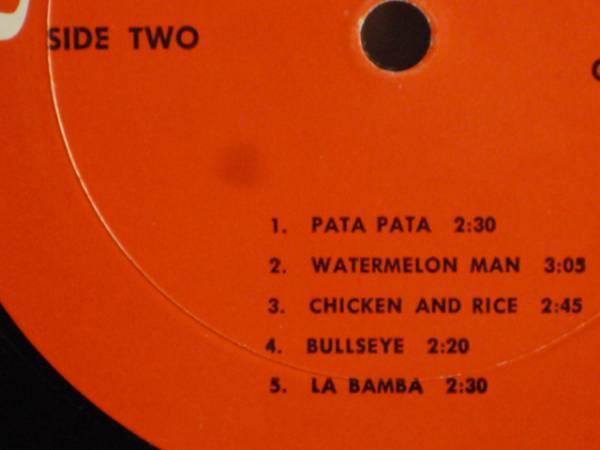 SIDE TWO
1. PATA PATA 2:30
2. WATERMELON MAN 3:05
3. CHICKEN AND RICE 2:45
4. BULLSEYE 2:20
5. LA BAMBA 2:30